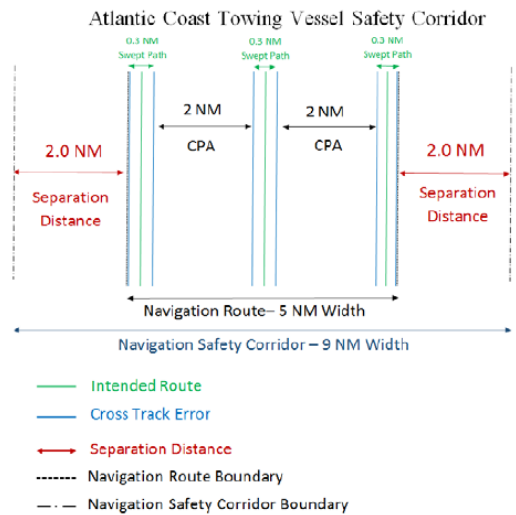 Atlantic Coast Towing Vessel Safety Corridor
0.3 NM 0.3 NM 0.3 NM
Swept Path Swept Path Swept Path
2 NM 2 NM
CPA CPA
2.0 NM 2.0 NM
Separation Separation
Distance Distance
Navigation Route– 5 NM Width
Navigation Safety Corridor – 9 NM Width
Intended Route
Cross Track Error
Separation Distance
Navigation Route Boundary
Navigation Safety Corridor Boundary